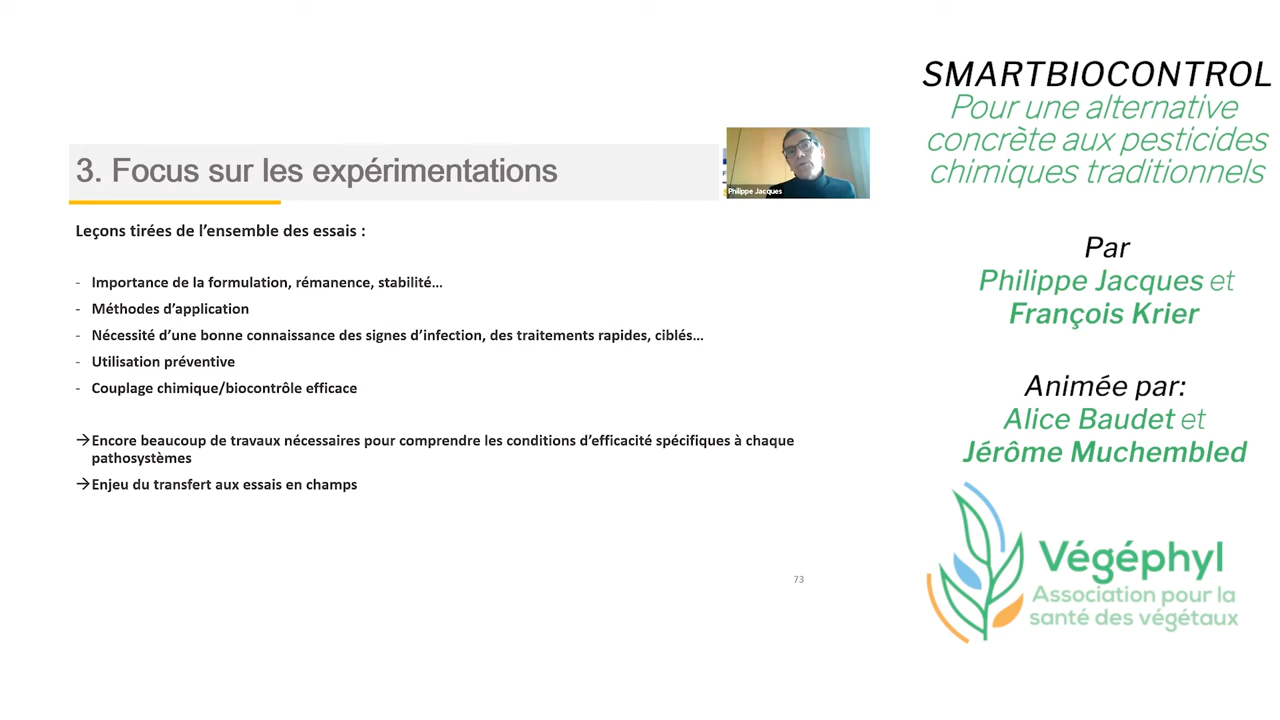 3. Focus sur les expérimentations
Philippe Jacques
Leçons tirées de l’ensemble des essais :
- Importance de la formulation, rémanence, stabilité…
- Méthodes d’application
- Nécessité d’une bonne connaissance des signes d’infection, des traitements rapides, ciblés…
- Utilisation préventive
- Couplage chimique/biocontrôle efficace
→Encore beaucoup de travaux nécessaires pour comprendre les conditions d’efficacité spécifiques à chaque
pathosystèmes
→Enjeu du transfert aux essais en champs
73
SMARTBIOCONTROL
Pour une alternative
concrète aux pesticides
chimiques traditionnels
Par
Philippe Jacques et
François Krier
Animée par:
Alice Baudet et
Jérôme Muchembled
Végéphyl
Association pour la
santé des végétaux